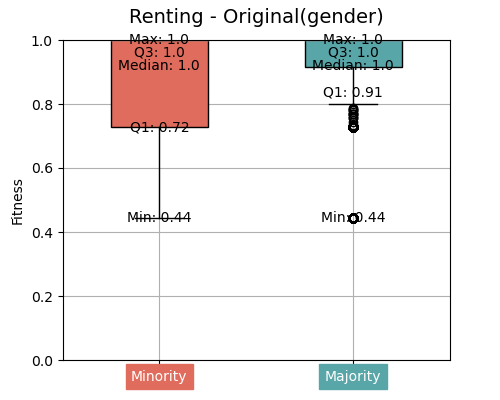 Renting - Original(gender)
Max: 1.0
Q3: 1.0
Median: 1.0
Q1: 0.72
Min: 0.44
Max: 1.0
Q3: 1.0
Median: 1.0
Q1: 0.91
Min: 0.44
Fitness
1.0
0.8
0.6
0.4
0.2
0.0
Minority
Majority